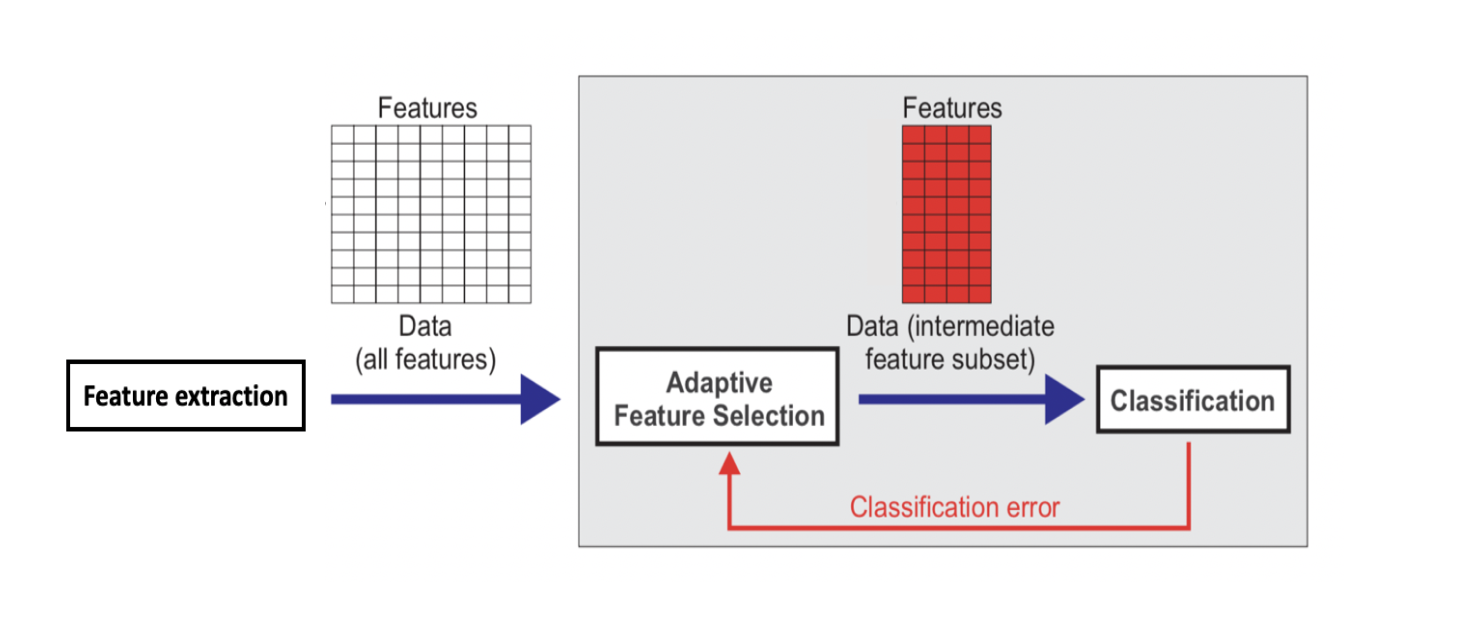 Features
Data
(all features)
Feature extraction
Features
Data (intermediate
feature subset)
Adaptive
Feature Selection
Classification
Classification error